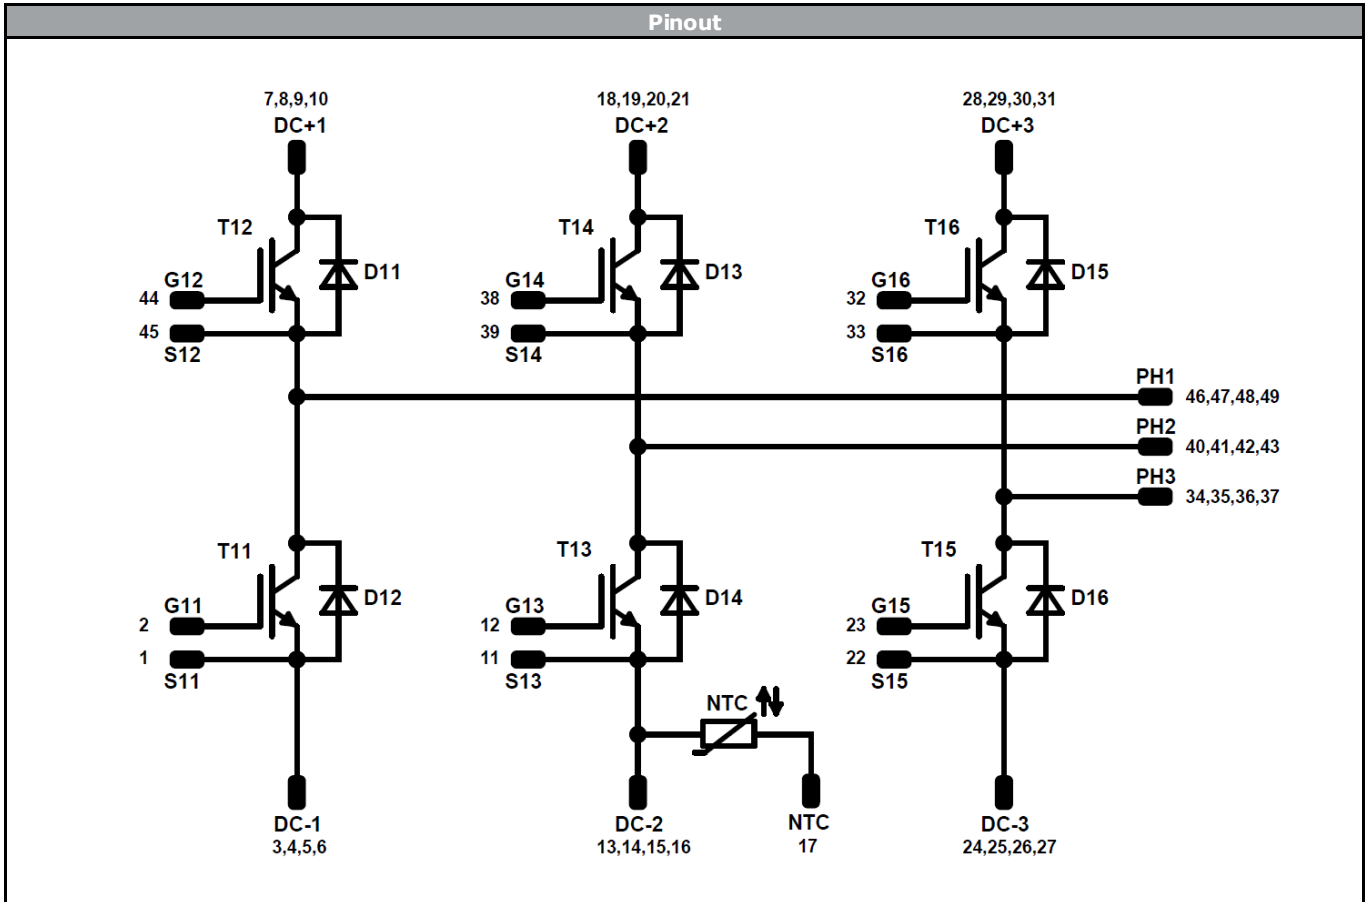 Pinout
7,8,9,10
DC+1
18,19,20,21
DC+2
28,29,30,31
DC+3
T12
D11
G12
44
45
S12
T14
D13
G14
38
39
S14
T16
D15
G16
32
33
S16
PH1
46,47,48,49
PH2
40,41,42,43
PH3
34,35,36,37
T11
D12
G11
2
1
S11
T13
D14
G13
12
11
S13
T15
D16
G15
23
22
S15
NTC
DC-1
3,4,5,6
DC-2
13,14,15,16
NTC
17
DC-3
24,25,26,27